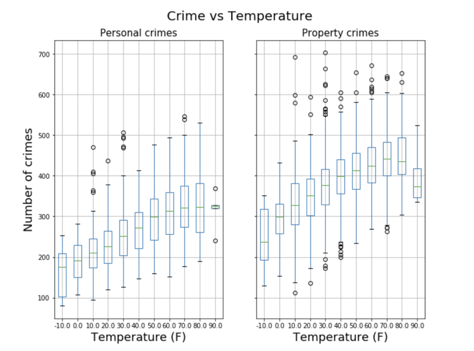 Crime vs Temperature
Personal crimes
Property crimes
Number of crimes
700
600
500
400
300
200
100
-10.0 0.0 10.0 20.0 30.0 40.0 50.0 60.0 70.0 80.0 90.0
-10.0 0.0 10.0 20.0 30.0 40.0 50.0 60.0 70.0 80.0 90.0
Temperature (F)
Temperature (F)